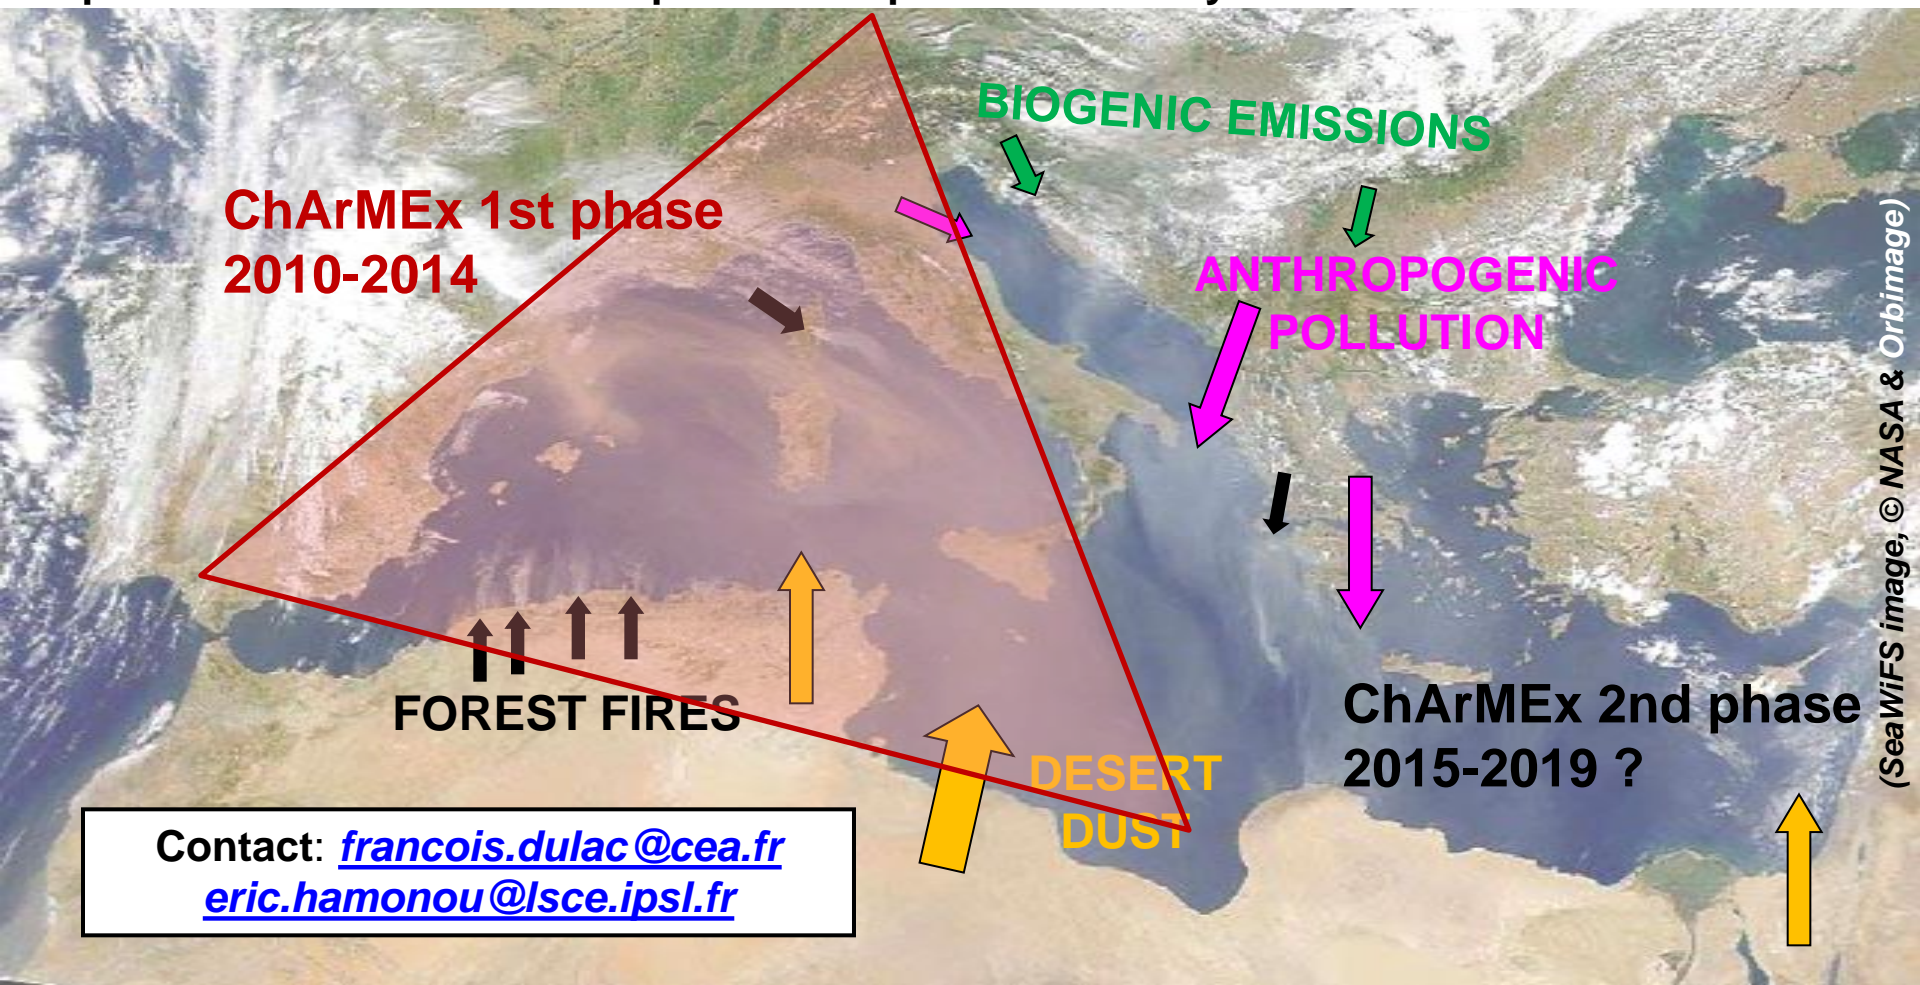 BIOGENIC EMISSIONS
ChArMEx 1st phase
2010-2014
ANTHROPOGENIC
POLLUTION
(SeaWiFS image, © NASA & Orbimage)
FOREST FIRES
ChArMEx 2nd phase
2015-2019 ?
DESERT
DUST
Contact: francois.dulac@cea.fr
eric.hamonou@lsce.ipsl.fr